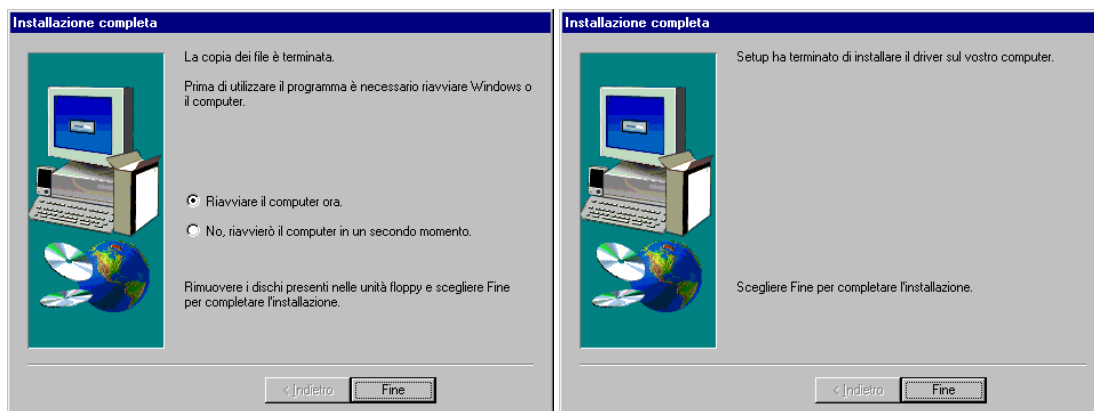 Installazione completa
La copia dei file è terminata.
Prima di utilizzare il programma è necessario riavviare Windows o
il computer.
Riavviare il computer ora.
No, riavvierò il computer in un secondo momento.
Rimuovere i dischi presenti nelle unità floppy e scegliere Fine
per completare l'installazione.
< Indietro
Fine
Installazione completa
Setup ha terminato di installare il driver sul vostro computer.
Scegliere Fine per completare l'installazione.
< Indietro
Fine